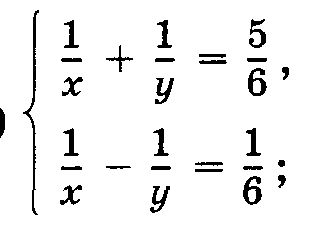 ) { 1/x + 1/y = 5/6,
1/x − 1/y = 1/6;